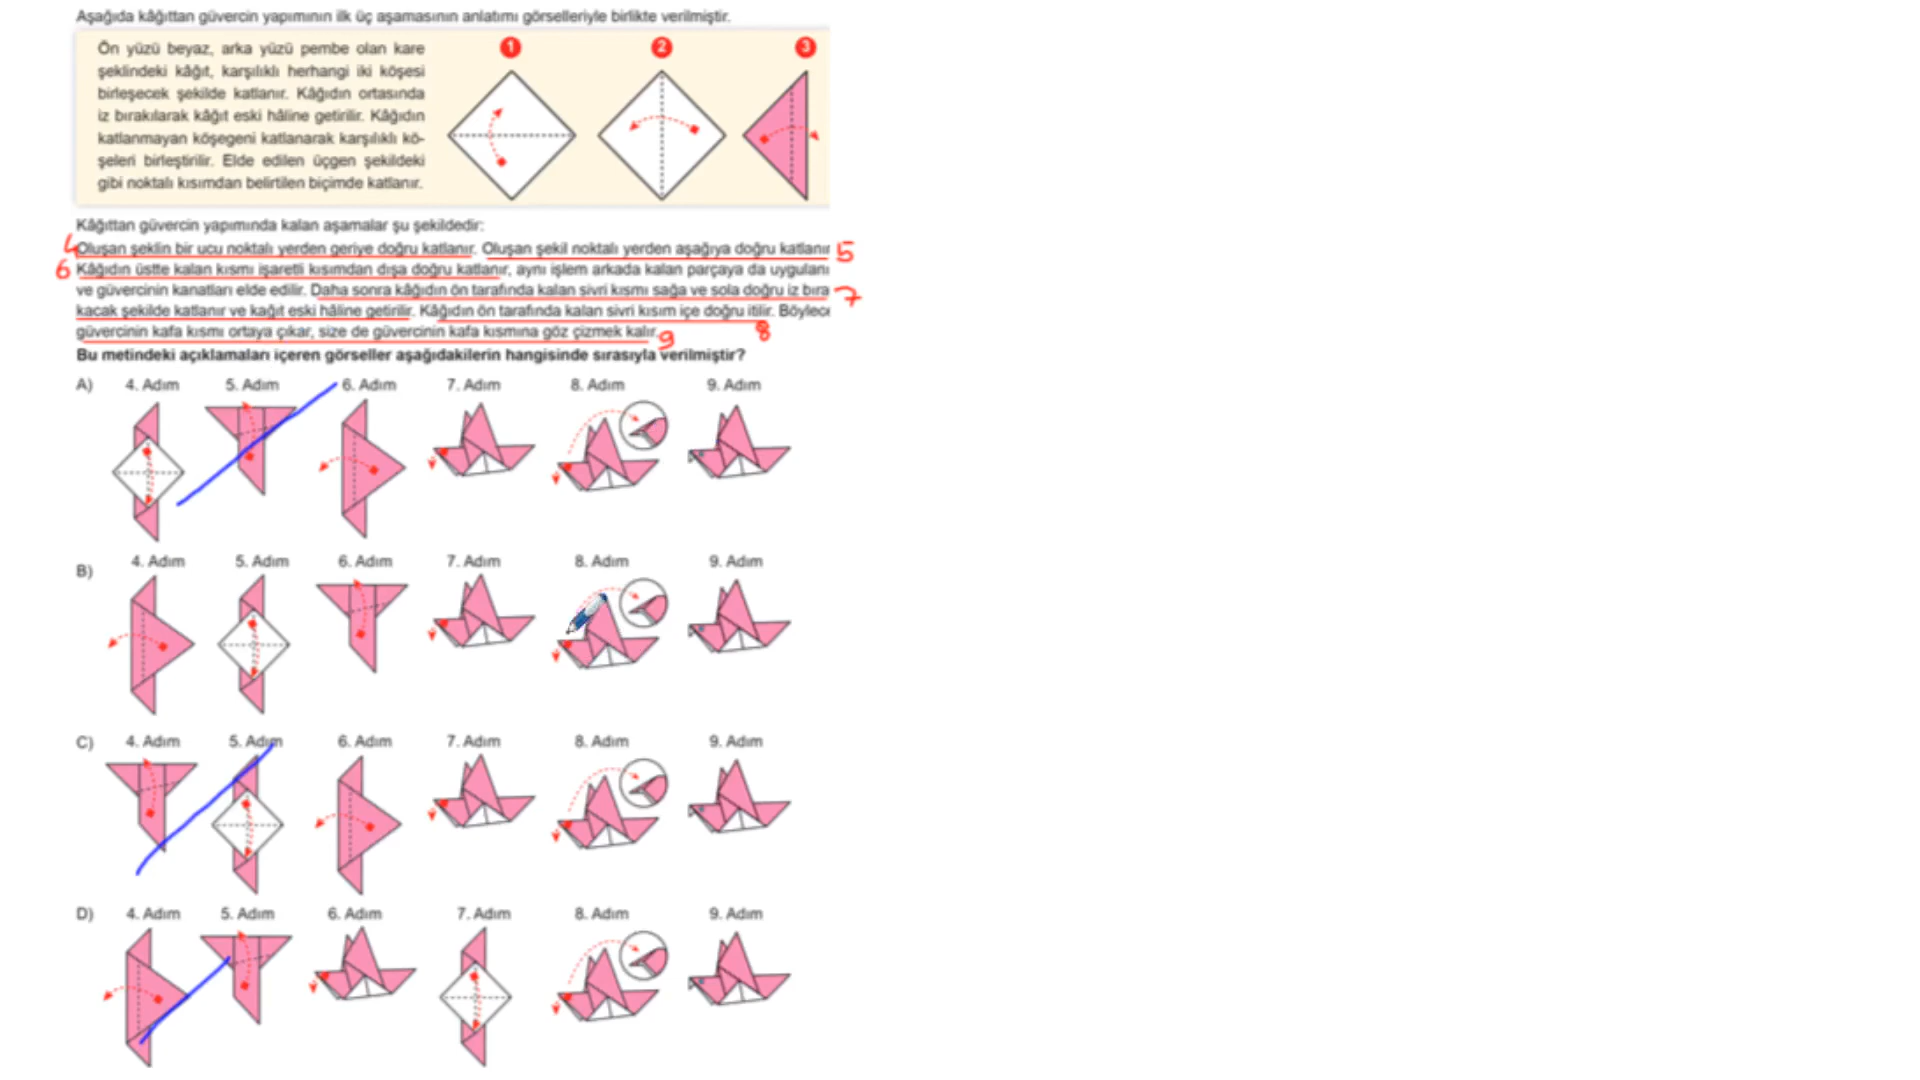 Aşağıda kâğıttan güvercin yapımının ilk üç aşamasının anlatımı görselleriyle birlikte verilmiştir.
Ön yüzü beyaz, arka yüzü pembe olan kare
şeklindeki kâğıt, karşılıklı herhangi iki köşesi
birleşecek şekilde katlanır. Kâğıdın ortasında
iz bırakılarak kâğıt eski hâline getirilir. Kâğıdın
katlanmayan köşegeni katlanarak karşılıklı kö-
şeleri birleştirilir. Elde edilen üçgen şekildeki
gibi noktalı kısımdan belirtilen biçimde katlanır.
1 2 3
Kâğıttan güvercin yapımında kalan aşamalar şu şekildedir:
4 Oluşan şeklin bir ucu noktalı yerden geriye doğru katlanır. Oluşan şekil noktalı yerden aşağıya doğru katlanır 5
6 Kâğıdın üstte kalan kısmı işaretli kısımdan dışa doğru katlanır, aynı işlem arkada kalan parçaya da uygulanı
ve güvercinin kanatları elde edilir. Daha sonra kâğıdın ön tarafında kalan sivri kısmı sağa ve sola doğru iz bıra 7
kacak şekilde katlanır ve kağıt eski hâline getirilir. Kâğıdın ön tarafında kalan sivri kısım içe doğru itilir. Böylece 8
güvercinin kafa kısmı ortaya çıkar, size de güvercinin kafa kısmına göz çizmek kalır. 9
Bu metindeki açıklamaları içeren görseller aşağıdakilerin hangisinde sırasıyla verilmiştir?
A) 4. Adım 5. Adım 6. Adım 7. Adım 8. Adım 9. Adım
B) 4. Adım 5. Adım 6. Adım 7. Adım 8. Adım 9. Adım
C) 4. Adım 5. Adım 6. Adım 7. Adım 8. Adım 9. Adım
D) 4. Adım 5. Adım 6. Adım 7. Adım 8. Adım 9. Adım